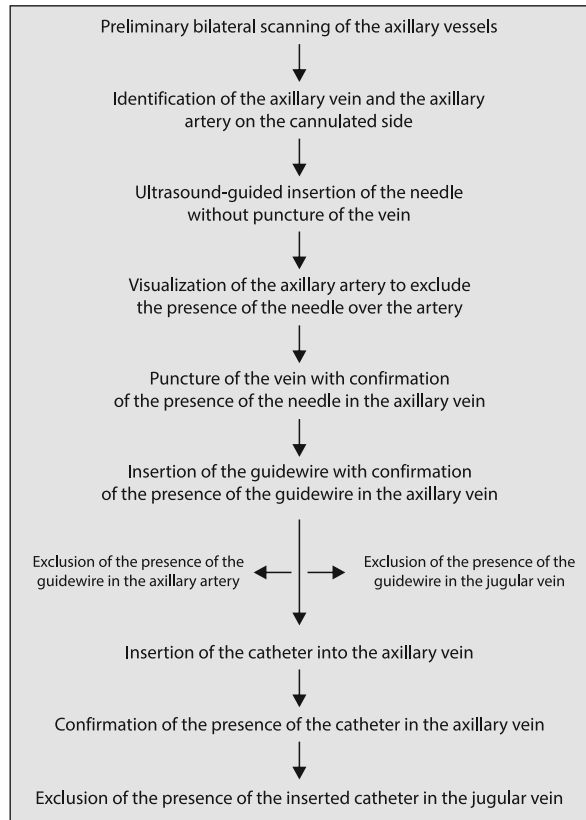 Preliminary bilateral scanning of the axillary vessels
Identification of the axillary vein and the axillary
artery on the cannulated side
Ultrasound-guided insertion of the needle
without puncture of the vein
Visualization of the axillary artery to exclude
the presence of the needle over the artery
Puncture of the vein with confirmation
of the presence of the needle in the axillary vein
Insertion of the guidewire with confirmation
of the presence of the guidewire in the axillary vein
Exclusion of the presence of the
guidewire in the axillary artery
Exclusion of the presence of the
guidewire in the jugular vein
Insertion of the catheter into the axillary vein
Confirmation of the presence of the catheter in the axillary vein
Exclusion of the presence of the inserted catheter in the jugular vein